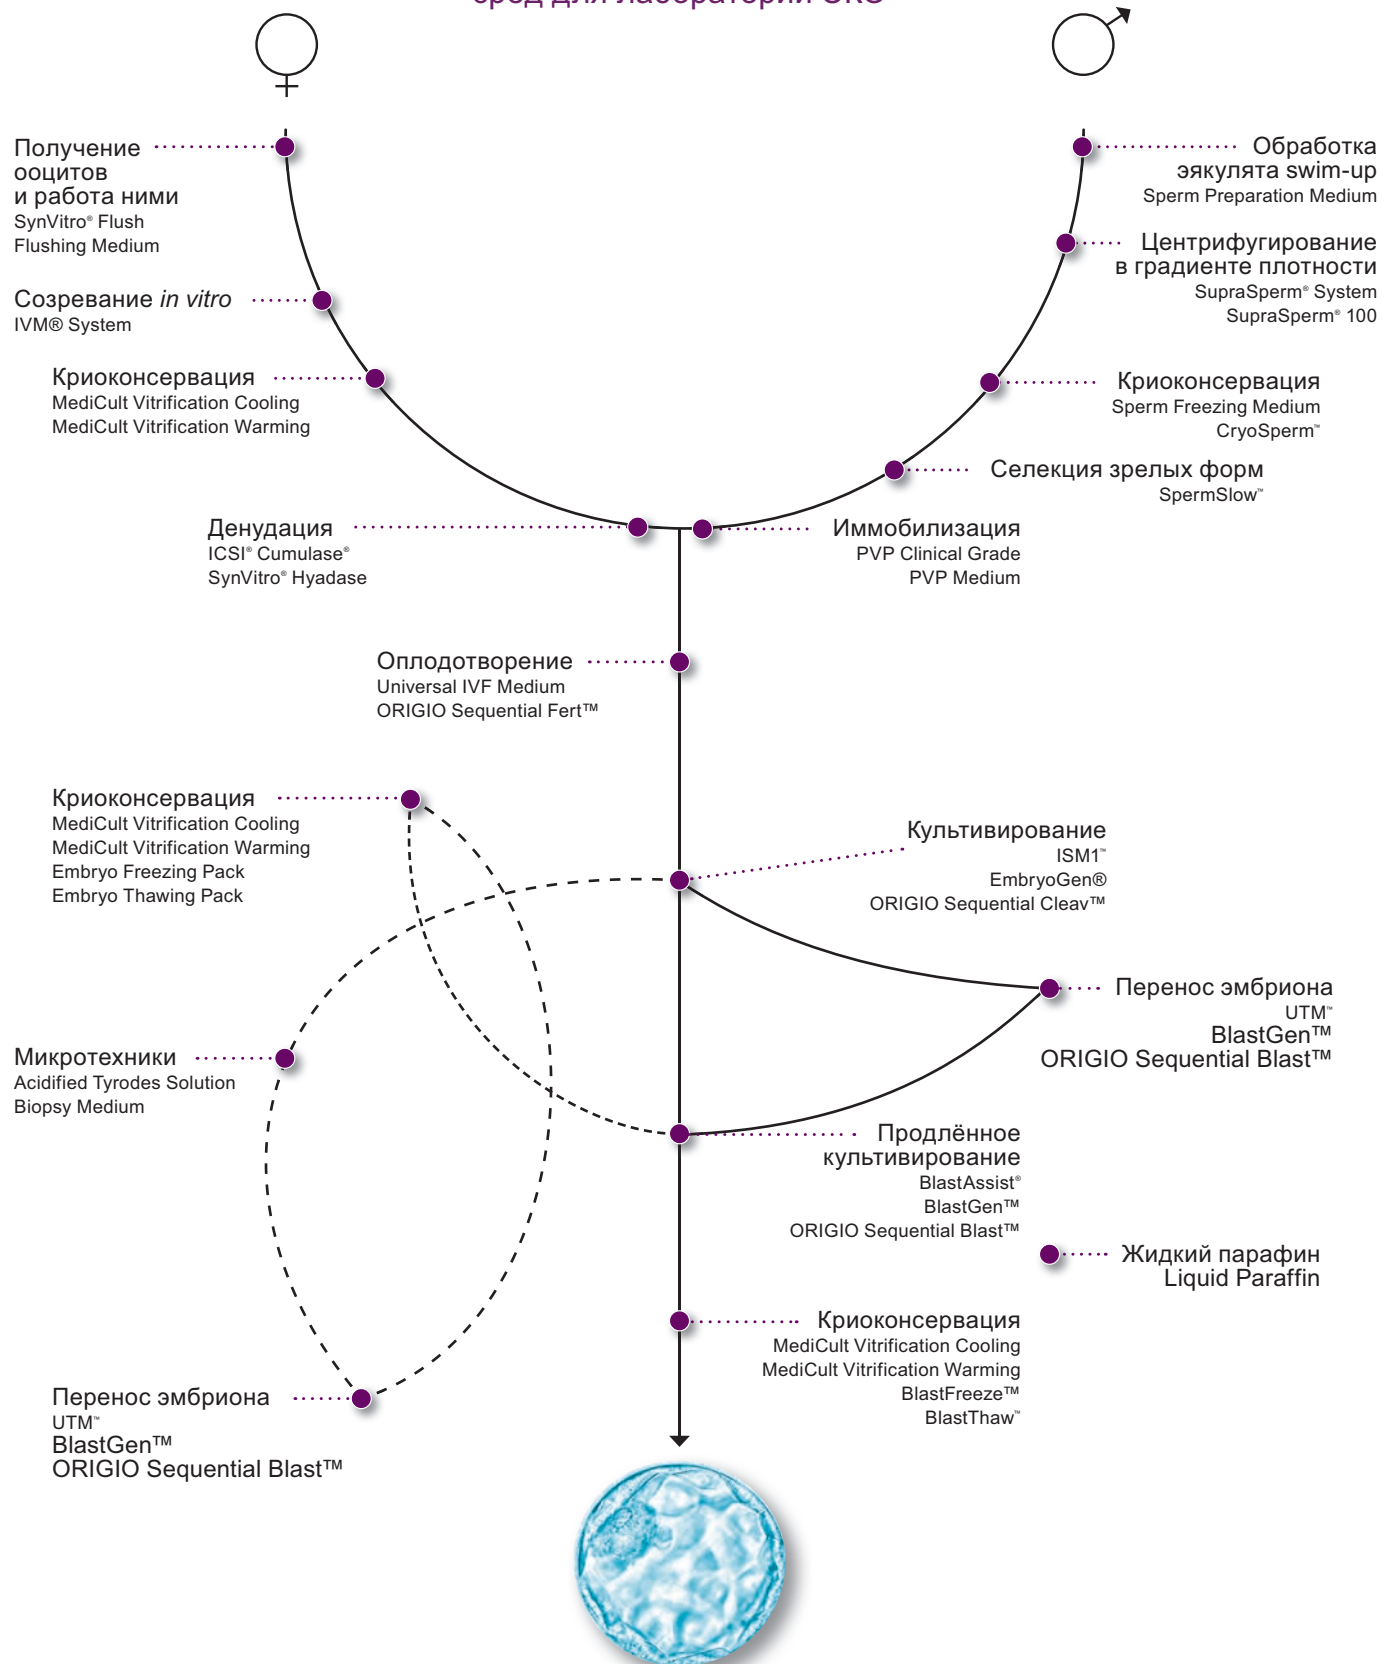 сред для лаборатории ЭКО
Получение
ооцитов
и работа ними
SynVitro® Flush
Flushing Medium
Созревание in vitro
IVM® System
Криоконсервация
MediCult Vitrification Cooling
MediCult Vitrification Warming
Денудация
ICSI® Cumulase®
SynVitro® Hyadase
Обработка
эякулята swim-up
Sperm Preparation Medium
Центрифугирование
в градиенте плотности
SupraSperm® System
SupraSperm® 100
Криоконсервация
Sperm Freezing Medium
CryoSperm™
Селекция зрелых форм
SpermSlow™
Иммобилизация
PVP Clinical Grade
PVP Medium
Оплодотворение
Universal IVF Medium
ORIGIO Sequential Fert™
Криоконсервация
MediCult Vitrification Cooling
MediCult Vitrification Warming
Embryo Freezing Pack
Embryo Thawing Pack
Культивирование
ISM1™
EmbryoGen®
ORIGIO Sequential Cleav™
Перенос эмбриона
UTM™
BlastGen™
ORIGIO Sequential Blast™
Микротехники
Acidified Tyrodes Solution
Biopsy Medium
Продлённое
культивирование
BlastAssist®
BlastGen™
ORIGIO Sequential Blast™
Жидкий парафин
Liquid Paraffin
Криоконсервация
MediCult Vitrification Cooling
MediCult Vitrification Warming
BlastFreeze™
BlastThaw™
Перенос эмбриона
UTM™
BlastGen™
ORIGIO Sequential Blast™